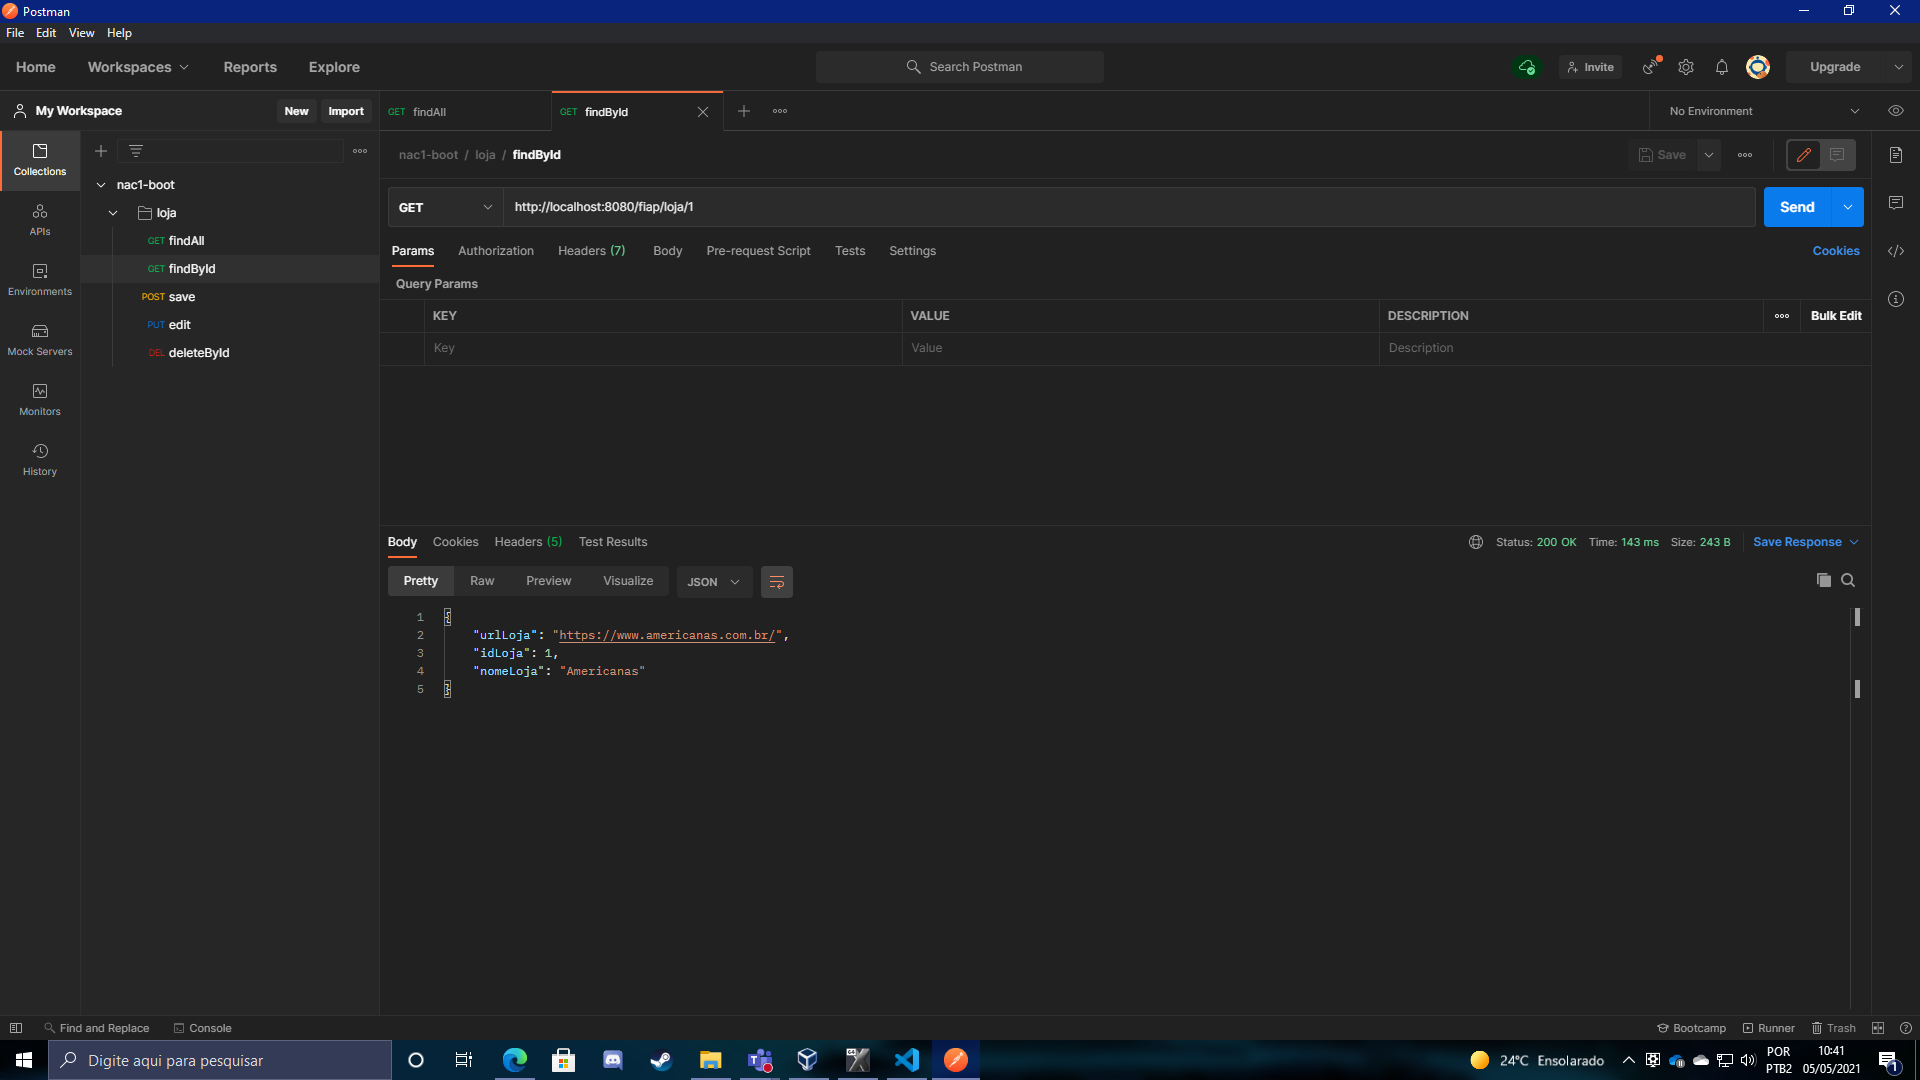 Postman
File Edit View Help
Home Workspaces Reports Explore Search Postman Invite Upgrade
My Workspace New Import GET findAll GET findById No Environment
Collections
APIs
Environments
Mock Servers
Monitors
History
nac1-boot
loja
GET findAll
GET findById
POST save
PUT edit
DEL deleteById
nac1-boot / loja / findById Save
GET http://localhost:8080/fiap/loja/1 Send
Params Authorization Headers (7) Body Pre-request Script Tests Settings Cookies
Query Params
KEY VALUE DESCRIPTION Bulk Edit
Key Value Description
Body Cookies Headers (5) Test Results Status: 200 OK Time: 143 ms Size: 243 B Save Response
Pretty Raw Preview Visualize JSON
1 {
2 "urlLoja": "https://www.americanas.com.br/",
3 "idLoja": 1,
4 "nomeLoja": "Americanas"
5 }
Find and Replace Console Bootcamp Runner Trash
Digite aqui para pesquisar 24°C Ensolarado POR 10:41
PTB2 05/05/2021 1